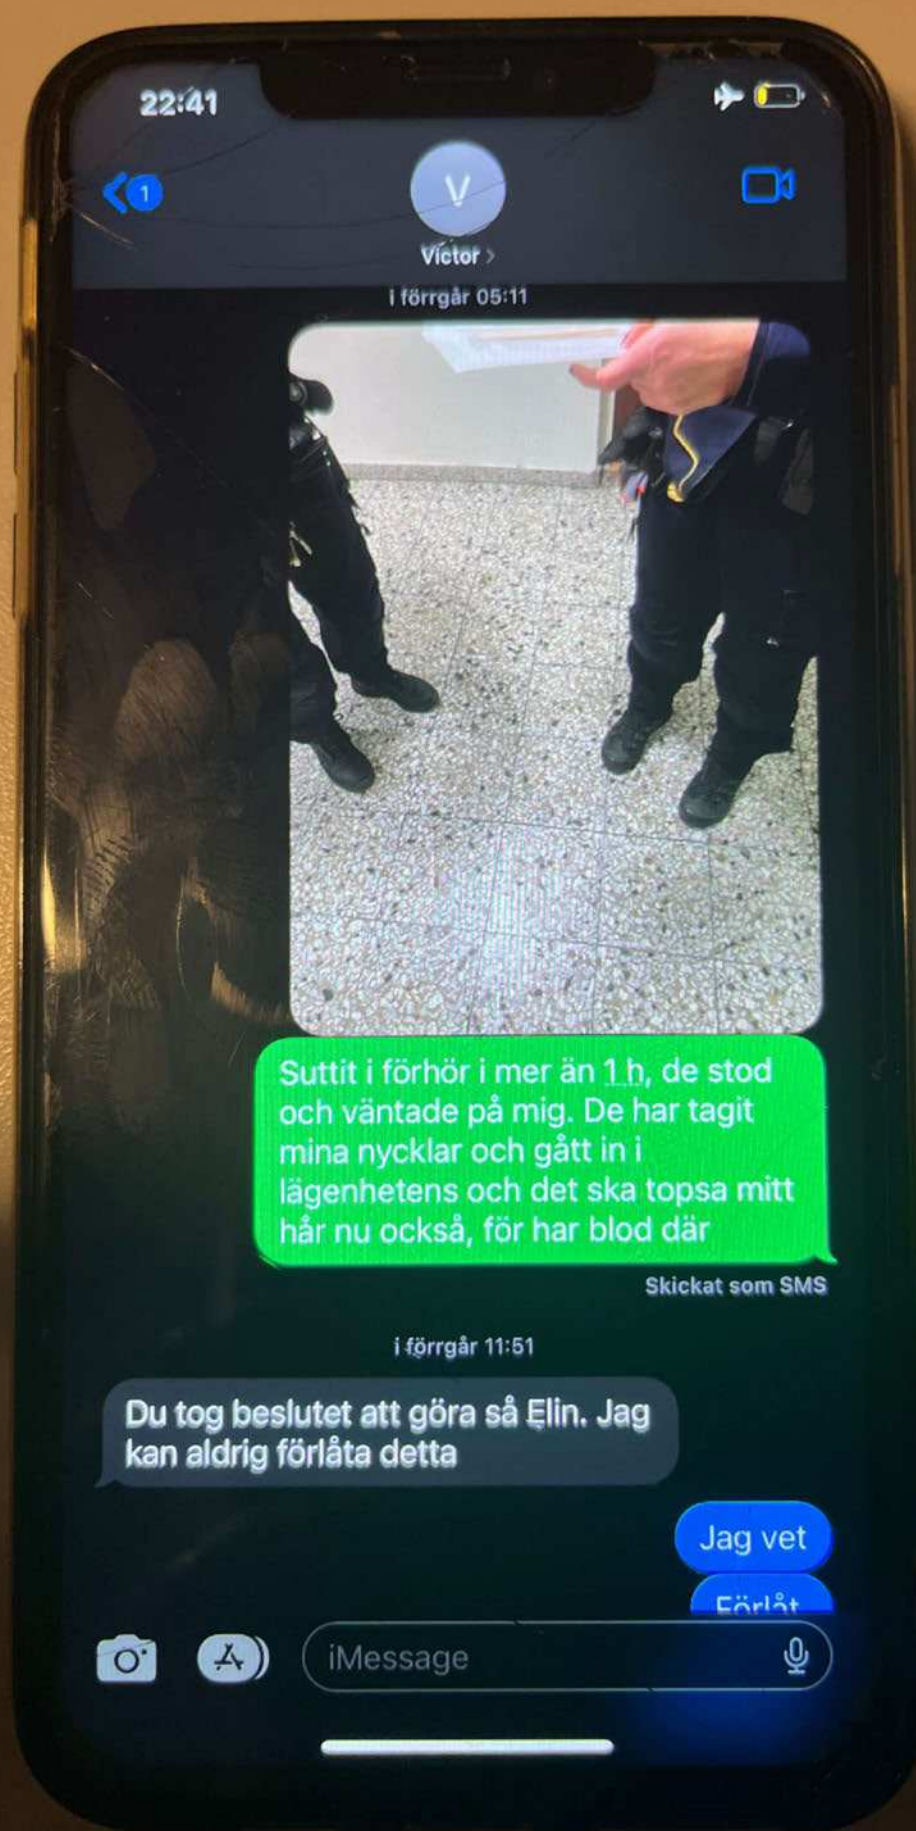 22:41
1
V
Victor
i förrgår 05:11
Suttit i förhör i mer än 1 h, de stod
och väntade på mig. De har tagit
mina nycklar och gått in i
lägenhetens och det ska topsa mitt
hår nu också, för har blod där
Skickat som SMS
i förrgår 11:51
Du tog beslutet att göra så Elin. Jag
kan aldrig förlåta detta
Jag vet
Förlåt
iMessage